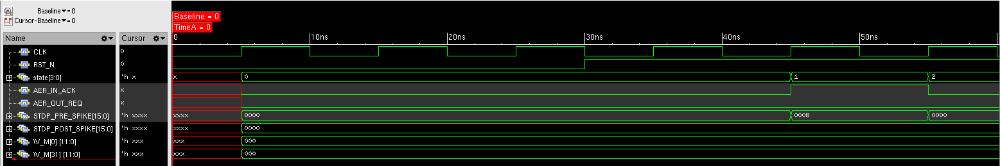 Baseline▼= 0
Cursor-Baseline▼= 0
Baseline = 0
TimeA = 0
Name Cursor 0 10ns 20ns 30ns 40ns 50ns
CLK 0
RST_N 0
state[3:0] 'h x x 0 1 2
AER_IN_ACK x
AER_OUT_REQ x
STDP_PRE_SPIKE[15:0] 'h xxxx xxxx 0000 0008 0000
STDP_POST_SPIKE[15:0] 'h xxxx xxxx 0000
\V_M[0] [11:0] 'h xxx xxx 000
\V_M[31] [11:0] 'h xxx xxx 000